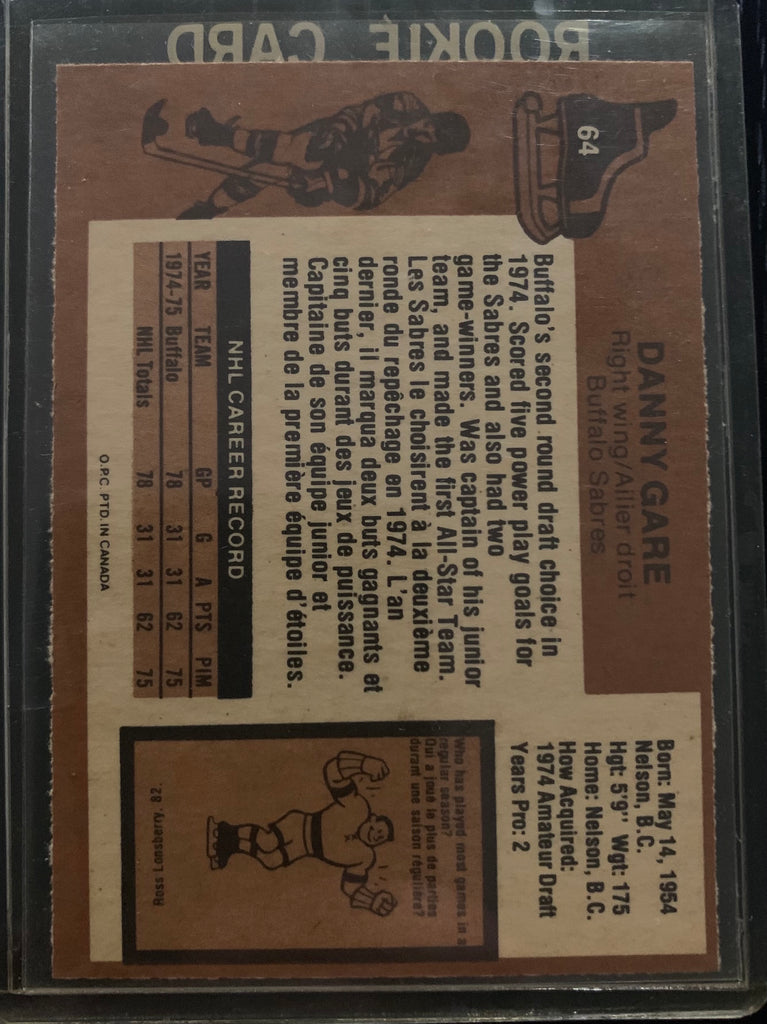 ROOKIE CARD
64
DANNY GARE
Right wing/Ailier droit
Buffalo Sabres
Buffalo's second round draft choice in
1974. Scored five power play goals for
the Sabres and also had two
game-winners. Was captain of his junior
team, and made the first All-Star Team.
Les Sabres le choisirent à la deuxième
ronde du repêchage en 1974. L'an
dernier, il marqua deux buts gagnants et
cinq buts durant des jeux de puissance.
Capitaine de son équipe junior et
membre de la première équipe d'étoiles.
NHL CAREER RECORD
YEAR TEAM GP G A PTS PIM
1974-75 Buffalo 78 31 31 62 75
NHL Totals 78 31 31 62 75
O.P.C. PTD. IN CANADA
Born: May 14, 1954
Nelson, B.C.
Hgt: 5'9" Wgt: 175
Home: Nelson, B.C.
How Acquired:
1974 Amateur Draft
Years Pro: 2
Who has played most games in a
regular season?
Qui a joué le plus de parties
durant une saison régulière?
Ross Lonsberry, 82.